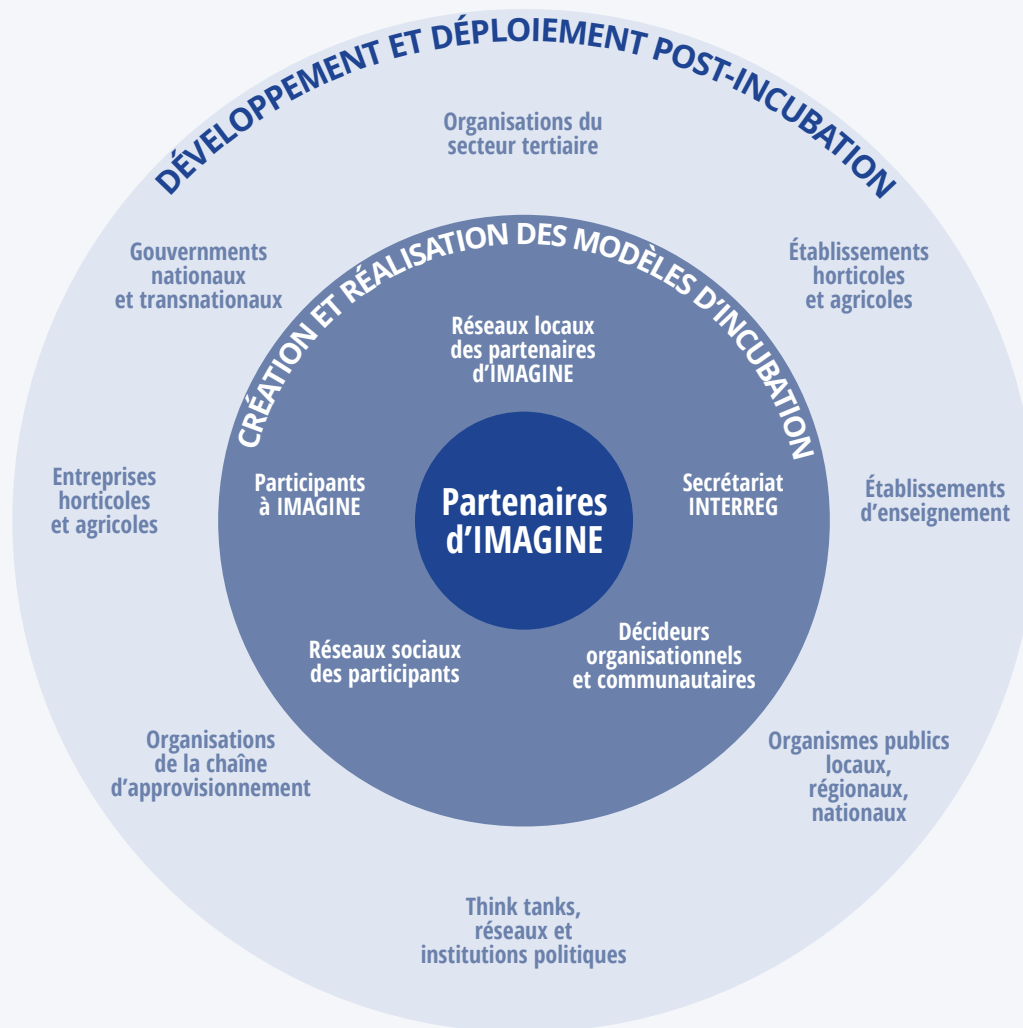 DÉVELOPPEMENT ET DÉPLOIEMENT POST-INCUBATION
Organisations du
secteur tertiaire
Gouvernments
nationaux
et transnationaux
Établissements
horticoles
et agricoles
CRÉATION ET RÉALISATION DES MODÈLES D’INCUBATION
Réseaux locaux
des partenaires
d’IMAGINE
Entreprises
horticoles
et agricoles
Participants
à IMAGINE
Partenaires
d’IMAGINE
Secrétariat
INTERREG
Établissements
d’enseignement
Réseaux sociaux
des participants
Décideurs
organisationnels
et communautaires
Organisations
de la chaîne
d’approvisionnement
Organismes publics
locaux,
régionaux,
nationaux
Think tanks,
réseaux et
institutions politiques